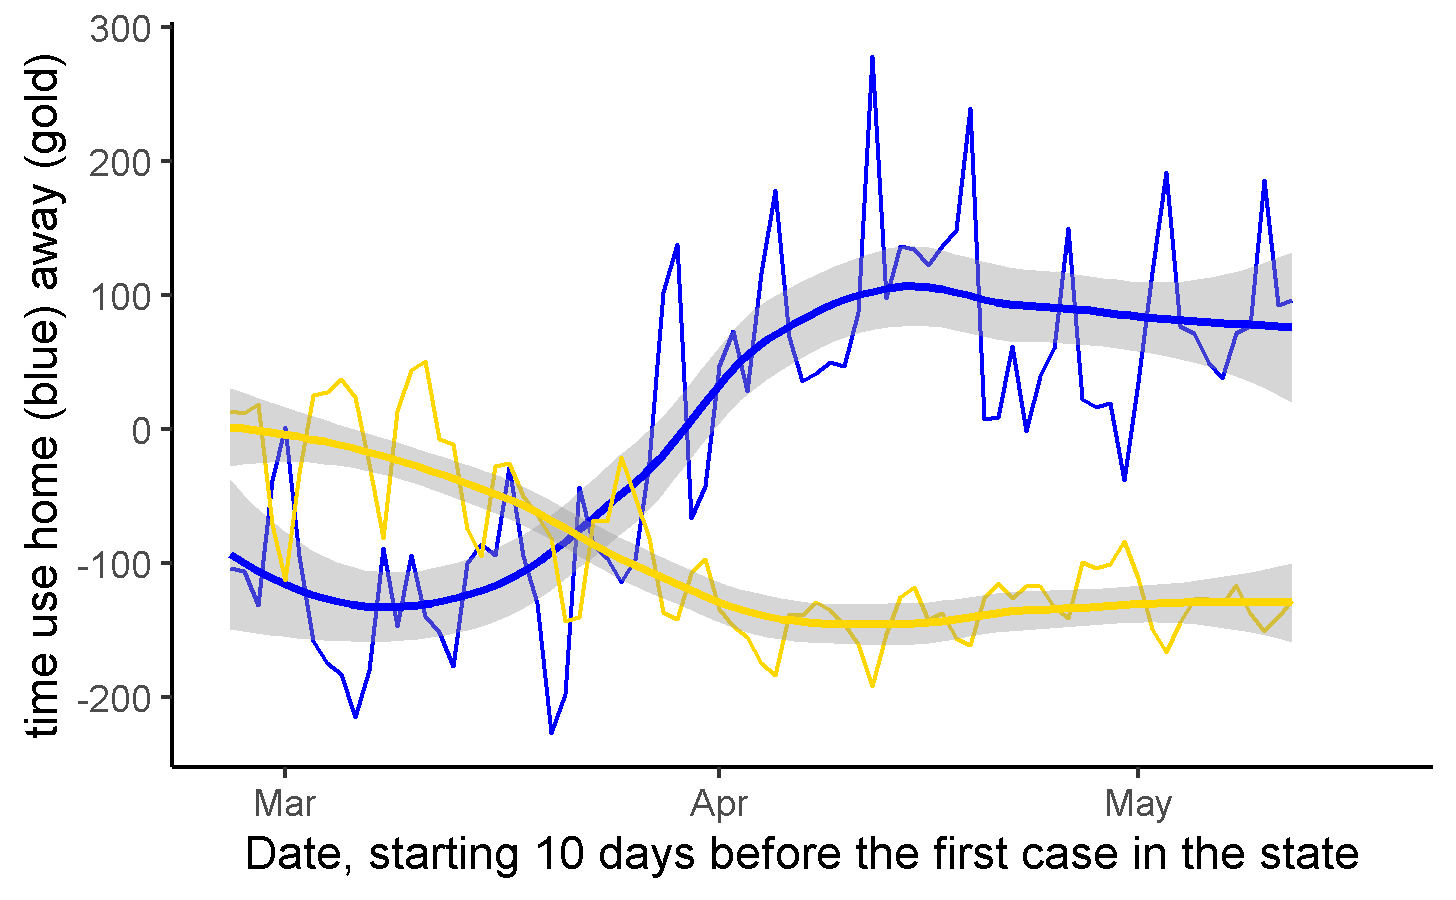 time use home (blue) away (gold)
300
200
100
0
-100
-200
Mar Apr May
Date, starting 10 days before the first case in the state